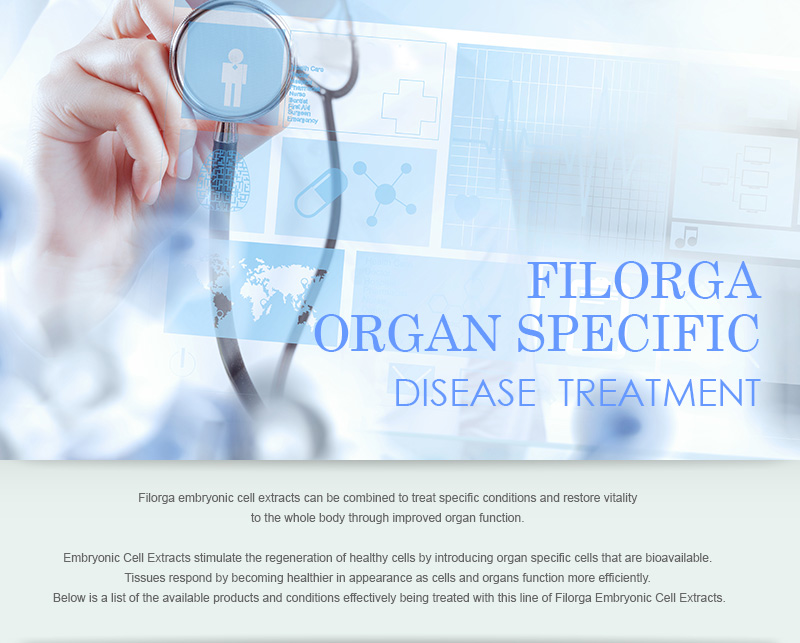 Health Care
Nurse
Dentist
First Aid
Surgeon
Emergency
FILORGA
ORGAN SPECIFIC
DISEASE TREATMENT
Filorga embryonic cell extracts can be combined to treat specific conditions and restore vitality
to the whole body through improved organ function.
Embryonic Cell Extracts stimulate the regeneration of healthy cells by introducing organ specific cells that are bioavailable.
Tissues respond by becoming healthier in appearance as cells and organs function more efficiently.
Below is a list of the available products and conditions effectively being treated with this line of Filorga Embryonic Cell Extracts.